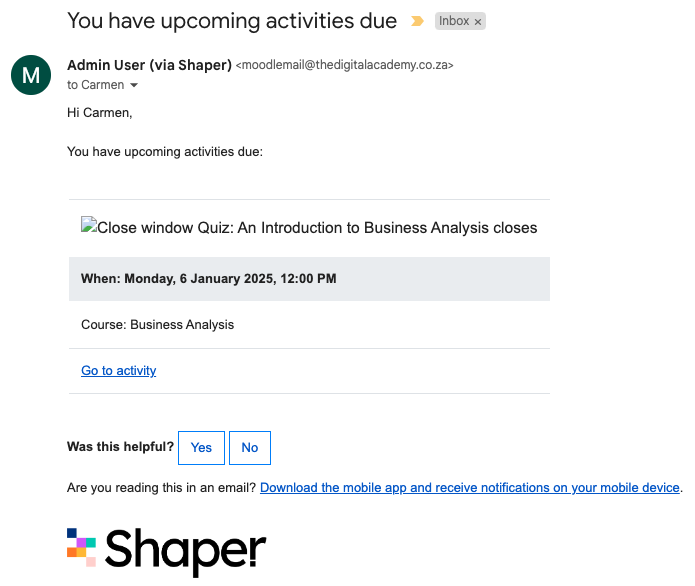 You have upcoming activities due Inbox ×
M
Admin User (via Shaper) <moodlemail@thedigitalacademy.co.za>
to Carmen
Hi Carmen,
You have upcoming activities due:
Close window Quiz: An Introduction to Business Analysis closes
When: Monday, 6 January 2025, 12:00 PM
Course: Business Analysis
Go to activity
Was this helpful? Yes No
Are you reading this in an email? Download the mobile app and receive notifications on your mobile device.
Shaper